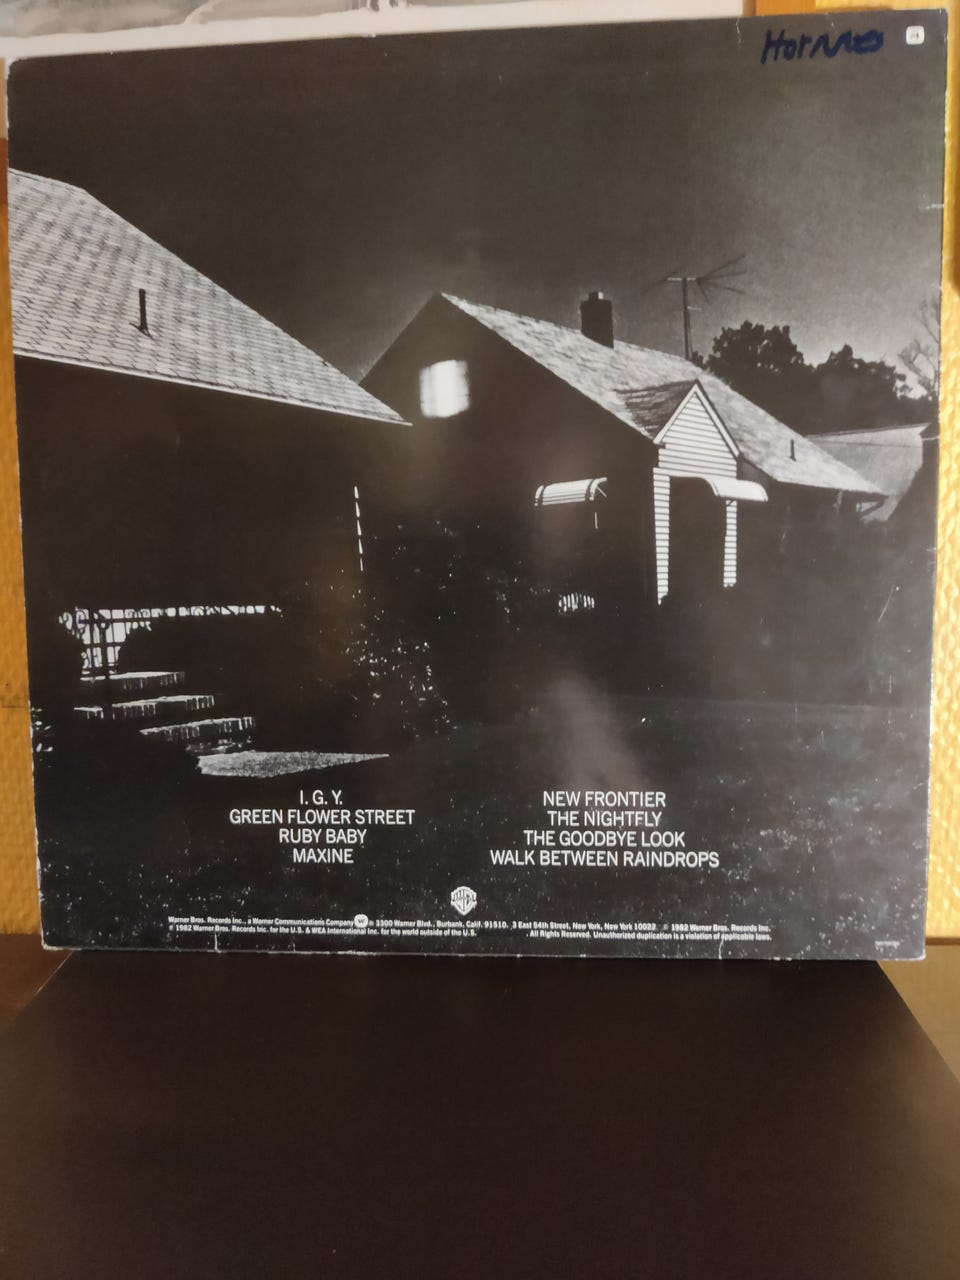 I. G. Y.
GREEN FLOWER STREET
RUBY BABY
MAXINE
NEW FRONTIER
THE NIGHTFLY
THE GOODBYE LOOK
WALK BETWEEN RAINDROPS
Warner Bros. Records Inc., a Warner Communications Company 3300 Warner Blvd., Burbank, Calif. 91510. 3 East 54th Street, New York, New York 10022 ℗ 1982 Warner Bros. Records Inc.
© 1982 Warner Bros. Records Inc. for the U.S. & WEA International Inc. for the world outside of the U.S. All Rights Reserved. Unauthorized duplication is a violation of applicable laws.